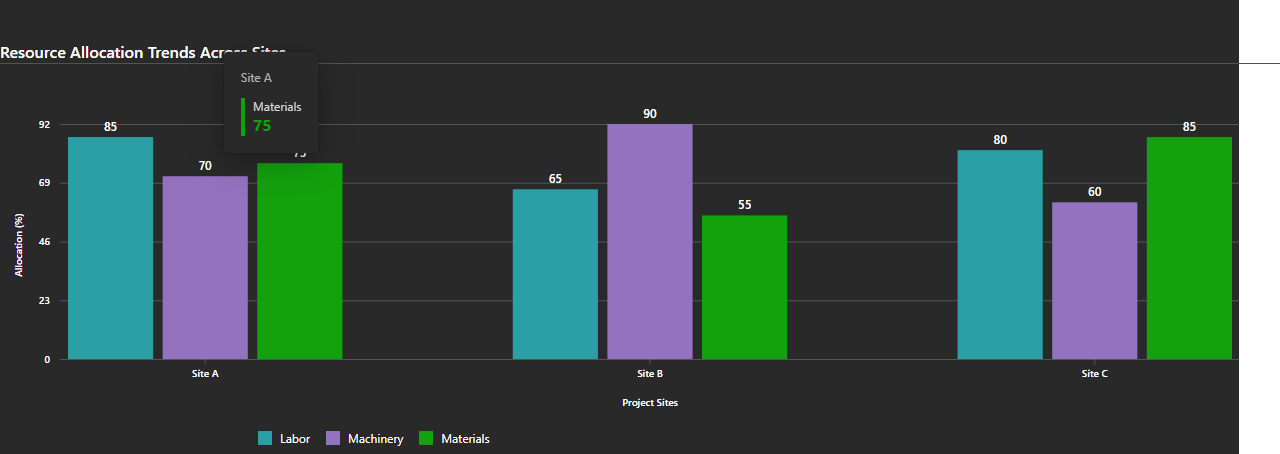 Resource Allocation Trends Across Sites
Site A
Materials
75
92
69
46
23
0
Allocation (%)
85
70
75
65
90
55
80
60
85
Site A
Site B
Site C
Project Sites
Labor
Machinery
Materials